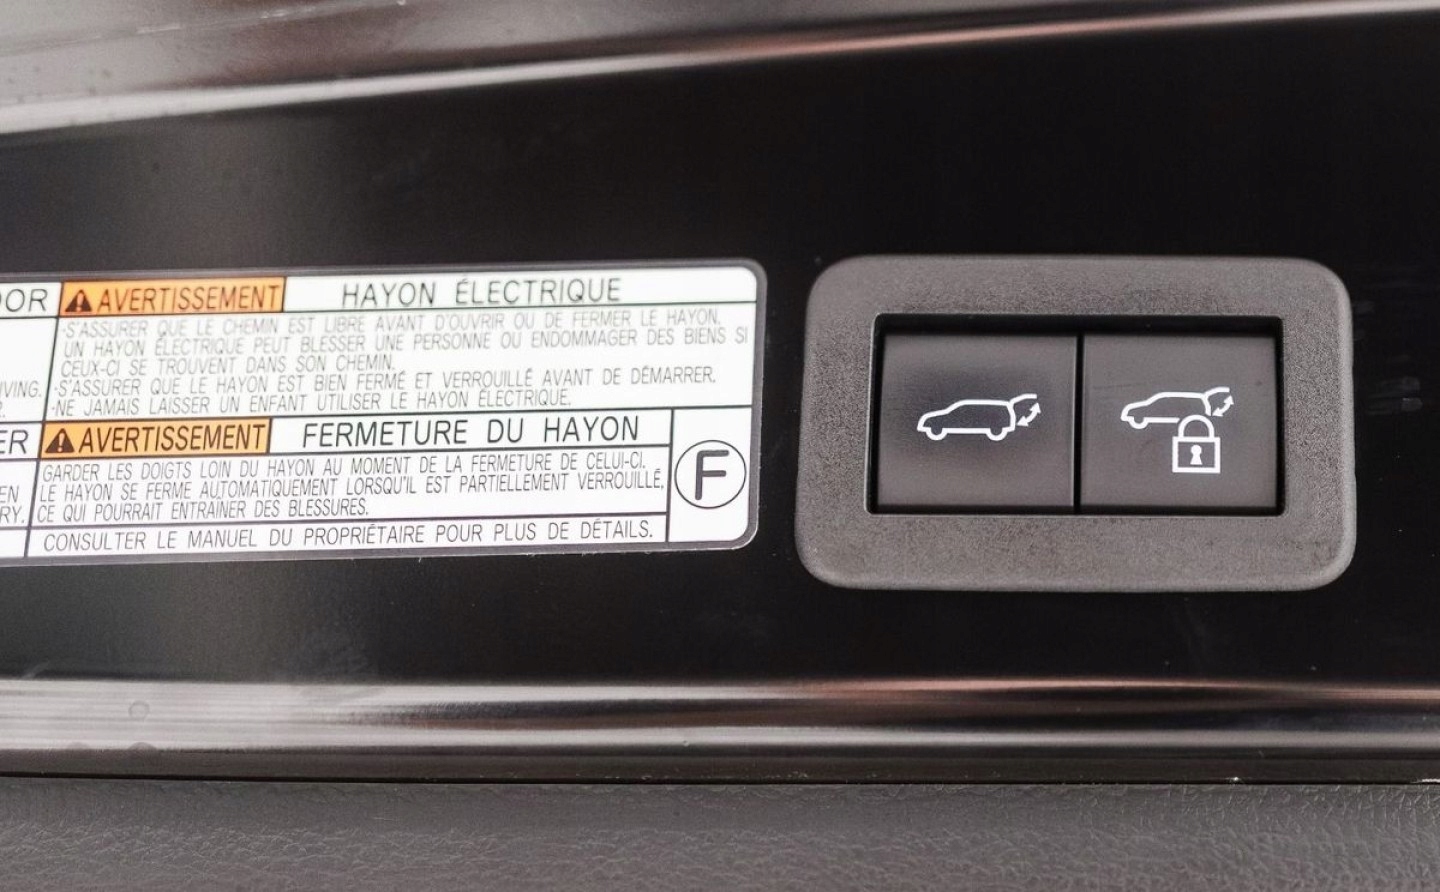 OOR AVERTISSEMENT HAYON ÉLECTRIQUE
-S'ASSURER QUE LE CHEMIN EST LIBRE AVANT D'OUVRIR OU DE FERMER LE HAYON.
UN HAYON ÉLECTRIQUE PEUT BLESSER UNE PERSONNE OU ENDOMMAGER DES BIENS SI
CEUX-CI SE TROUVENT DANS SON CHEMIN.
-S'ASSURER QUE LE HAYON EST BIEN FERMÉ ET VERROUILLÉ AVANT DE DÉMARRER.
-NE JAMAIS LAISSER UN ENFANT UTILISER LE HAYON ÉLECTRIQUE.
IVING.
ER AVERTISSEMENT FERMETURE DU HAYON
GARDER LES DOIGTS LOIN DU HAYON AU MOMENT DE LA FERMETURE DE CELUI-CI.
EN LE HAYON SE FERME AUTOMATIQUEMENT LORSQU'IL EST PARTIELLEMENT VERROUILLÉ,
RY. CE QUI POURRAIT ENTRAÎNER DES BLESSURES.
CONSULTER LE MANUEL DU PROPRIÉTAIRE POUR PLUS DE DÉTAILS.
F